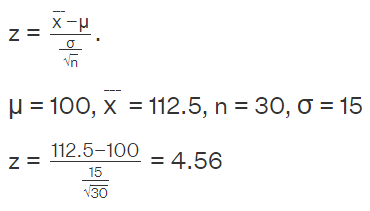 z = (x̄ − μ) / (σ / √n).
μ = 100, x̄ = 112.5, n = 30, σ = 15
z = (112.5−100) / (15 / √30) = 4.56